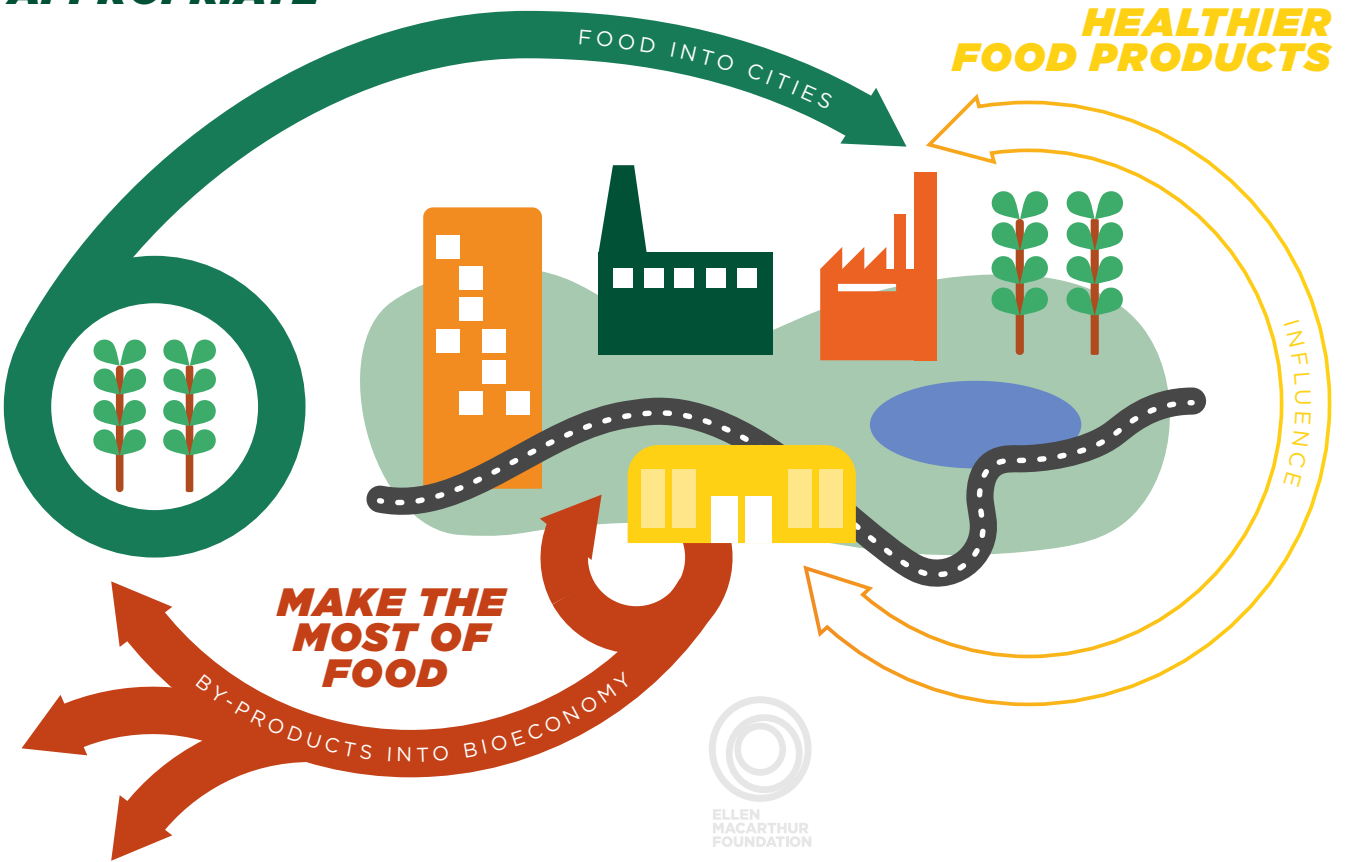 APPROPRIATE
HEALTHIER
FOOD PRODUCTS
FOOD INTO CITIES
INFLUENCE
MAKE THE
MOST OF
FOOD
BY-PRODUCTS INTO BIOECONOMY
ELLEN
MACARTHUR
FOUNDATION